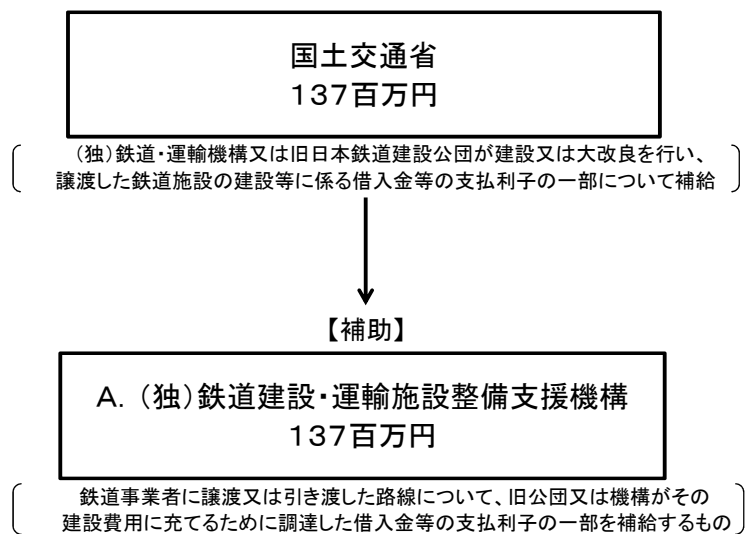 国土交通省
137百万円
（独）鉄道・運輸機構又は旧日本鉄道建設公団が建設又は大改良を行い、
譲渡した鉄道施設の建設等に係る借入金等の支払利子の一部について補給
【補助】
A．（独）鉄道建設・運輸施設整備支援機構
137百万円
鉄道事業者に譲渡又は引き渡した路線について、旧公団又は機構がその
建設費用に充てるために調達した借入金等の支払利子の一部を補給するもの